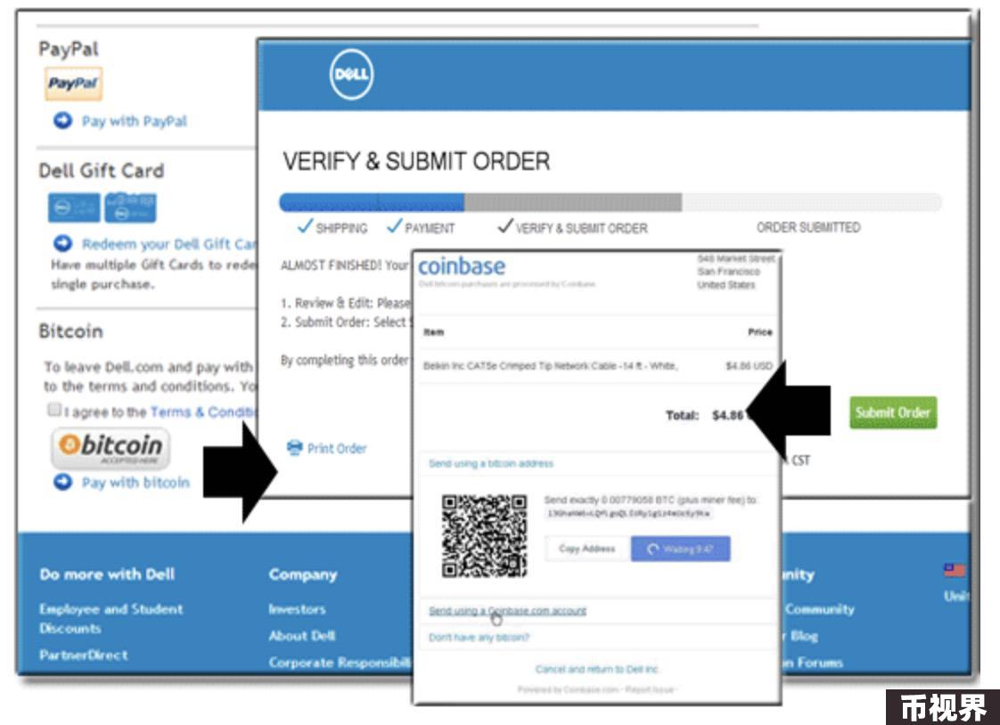 PayPal
PayPal
Pay with PayPal
Dell Gift Card
Redeem your Dell Gift Car
Have multiple Gift Cards to rede
single purchase.
Bitcoin
To leave Dell.com and pay with
to the terms and conditions. Yo
I agree to the Terms & Conditio
bitcoin
ACCEPTED HERE
Pay with bitcoin
DELL
VERIFY & SUBMIT ORDER
SHIPPING
PAYMENT
VERIFY & SUBMIT ORDER
ORDER SUBMITTED
ALMOST FINISHED! Your
1. Review & Edit: Please
2. Submit Order: Select S
By completing this order
Print Order
Submit Order
CST
coinbase
Dell bitcoin purchases are processed by Coinbase.
548 Market Street
San Francisco
United States
Item Price
Belkin Inc CAT5e Crimped Tip Network Cable -14 ft - White, $4.86 USD
Total: $4.86
Send using a bitcoin address
Send exactly 0.00779058 BTC (plus miner fee) to:
Copy Address
Waiting 9:47
Send using a Coinbase.com account
Don't have any bitcoin?
Cancel and return to Dell Inc
Powered by Coinbase.com - Report Issue -
Do more with Dell
Employee and Student
Discounts
PartnerDirect
Company
Investors
About Dell
Corporate Responsibili
nity
Community
r Blog
n Forums
Unit
币视界